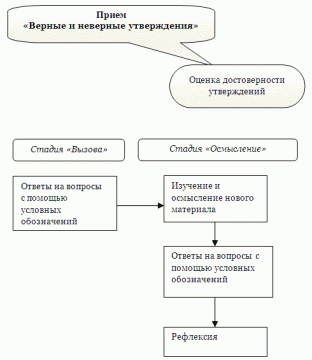 Прием
«Верные и неверные утверждения»
Оценка достоверности
утверждений
Стадия «Вызова»
Стадия «Осмысление»
Ответы на вопросы
с помощью
условных
обозначений
Изучение и
осмысление нового
материала
Ответы на вопросы с
помощью условных
обозначений
Рефлексия